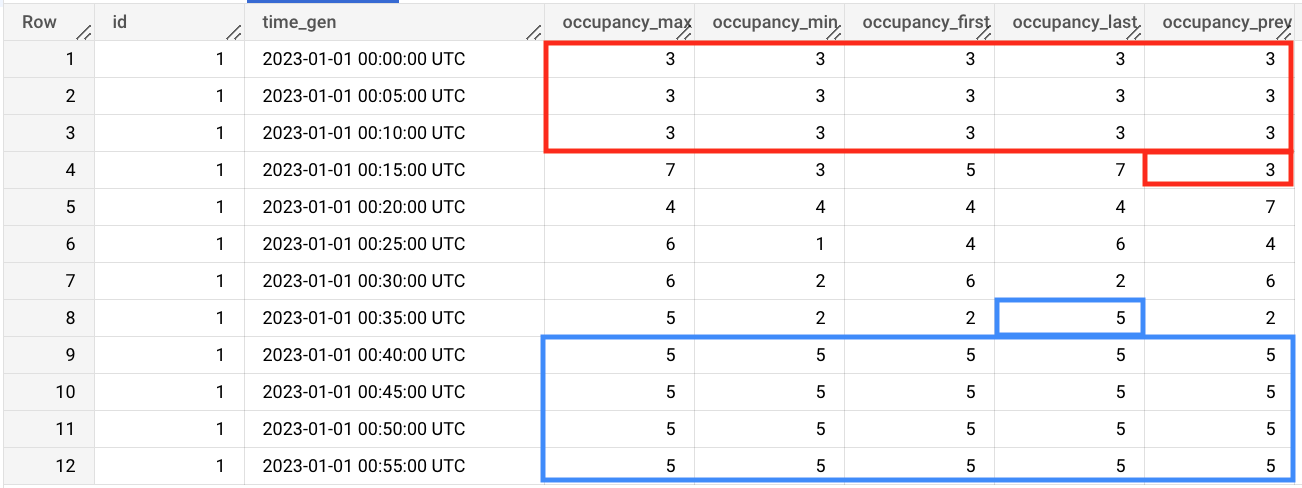 Row id time_gen occupancy_max occupancy_min occupancy_first occupancy_last occupancy_prev
1 1 2023-01-01 00:00:00 UTC 3 3 3 3 3
2 1 2023-01-01 00:05:00 UTC 3 3 3 3 3
3 1 2023-01-01 00:10:00 UTC 3 3 3 3 3
4 1 2023-01-01 00:15:00 UTC 7 3 5 7 3
5 1 2023-01-01 00:20:00 UTC 4 4 4 4 7
6 1 2023-01-01 00:25:00 UTC 6 1 4 6 4
7 1 2023-01-01 00:30:00 UTC 6 2 6 2 6
8 1 2023-01-01 00:35:00 UTC 5 2 2 5 2
9 1 2023-01-01 00:40:00 UTC 5 5 5 5 5
10 1 2023-01-01 00:45:00 UTC 5 5 5 5 5
11 1 2023-01-01 00:50:00 UTC 5 5 5 5 5
12 1 2023-01-01 00:55:00 UTC 5 5 5 5 5